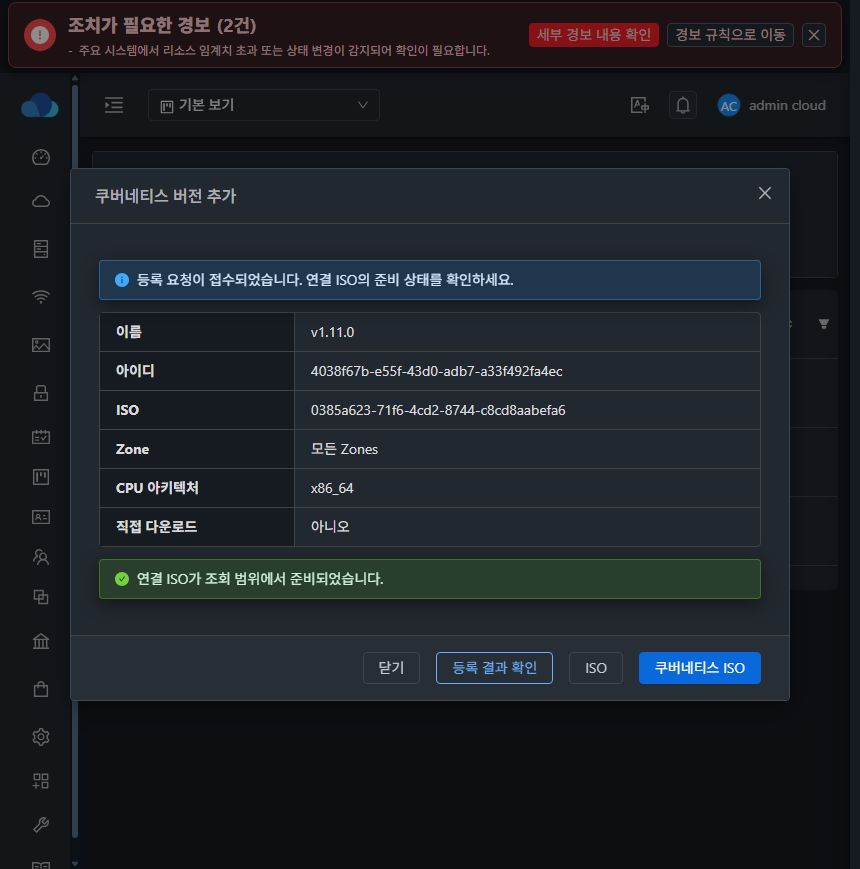 조치가 필요한 경보 (2건)
- 주요 시스템에서 리소스 임계치 초과 또는 상태 변경이 감지되어 확인이 필요합니다.
세부 경보 내용 확인
경보 규칙으로 이동
기본 보기
AC
admin cloud
쿠버네티스 버전 추가
등록 요청이 접수되었습니다. 연결 ISO의 준비 상태를 확인하세요.
이름
v1.11.0
아이디
4038f67b-e55f-43d0-adb7-a33f492fa4ec
ISO
0385a623-71f6-4cd2-8744-c8cd8aabefa6
Zone
모든 Zones
CPU 아키텍처
x86_64
직접 다운로드
아니오
연결 ISO가 조회 범위에서 준비되었습니다.
닫기
등록 결과 확인
ISO
쿠버네티스 ISO